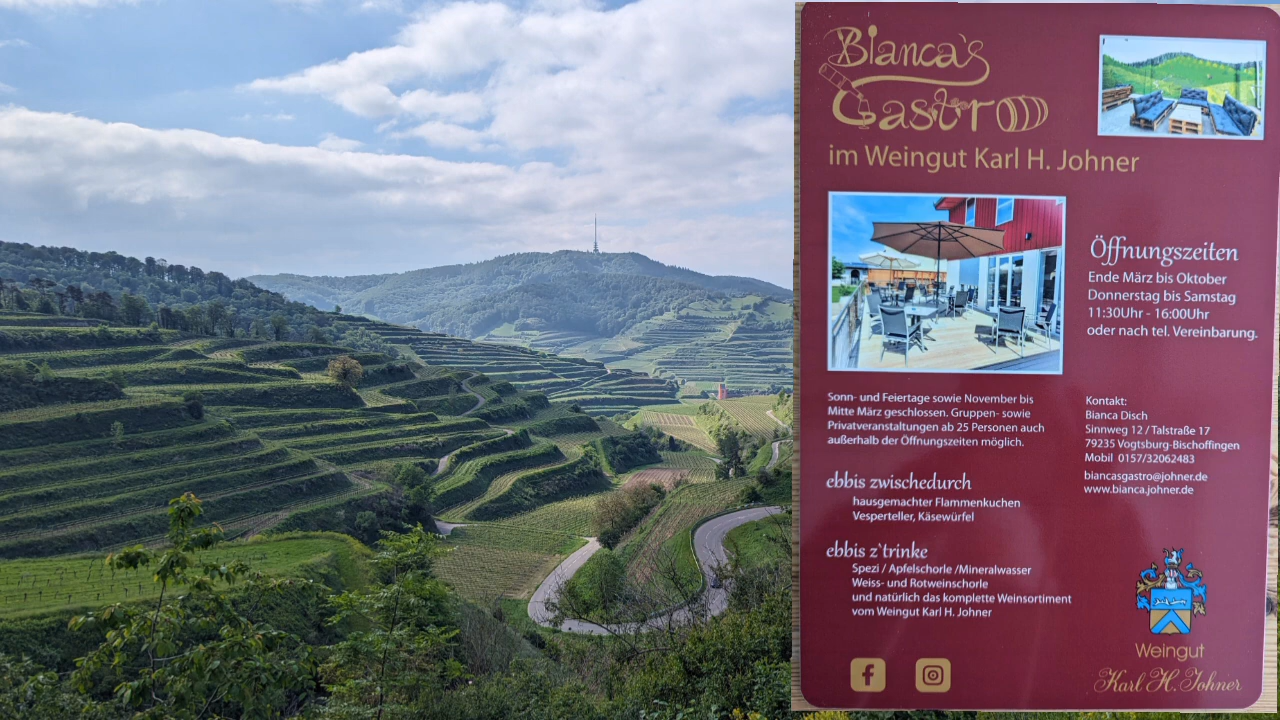 Bianca's
Gastro
im Weingut Karl H. Johner
Öffnungszeiten
Ende März bis Oktober
Donnerstag bis Samstag
11:30Uhr - 16:00Uhr
oder nach tel. Vereinbarung.
Sonn- und Feiertage sowie November bis
Mitte März geschlossen. Gruppen- sowie
Privatveranstaltungen ab 25 Personen auch
außerhalb der Öffnungszeiten möglich.
Kontakt:
Bianca Disch
Sinnweg 12 / Talstraße 17
79235 Vogtsburg-Bischoffingen
Mobil 0157/32062483
biancasgastro@johner.de
www.bianca.johner.de
ebbis zwischedurch
hausgemachter Flammenkuchen
Vesperteller, Käsewürfel
ebbis z`trinke
Spezi / Apfelschorle /Mineralwasser
Weiss- und Rotweinschorle
und natürlich das komplette Weinsortiment
vom Weingut Karl H. Johner
Weingut
Karl H. Johner